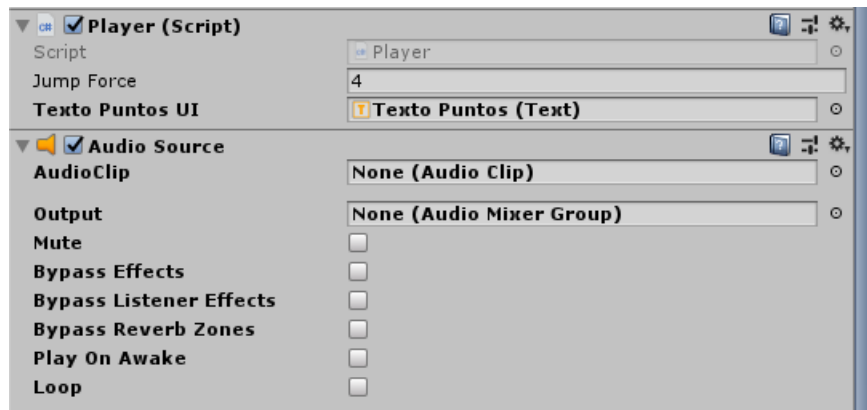 Player (Script)
Script Player
Jump Force 4
Texto Puntos UI Texto Puntos (Text)
Audio Source
AudioClip None (Audio Clip)
Output None (Audio Mixer Group)
Mute
Bypass Effects
Bypass Listener Effects
Bypass Reverb Zones
Play On Awake
Loop